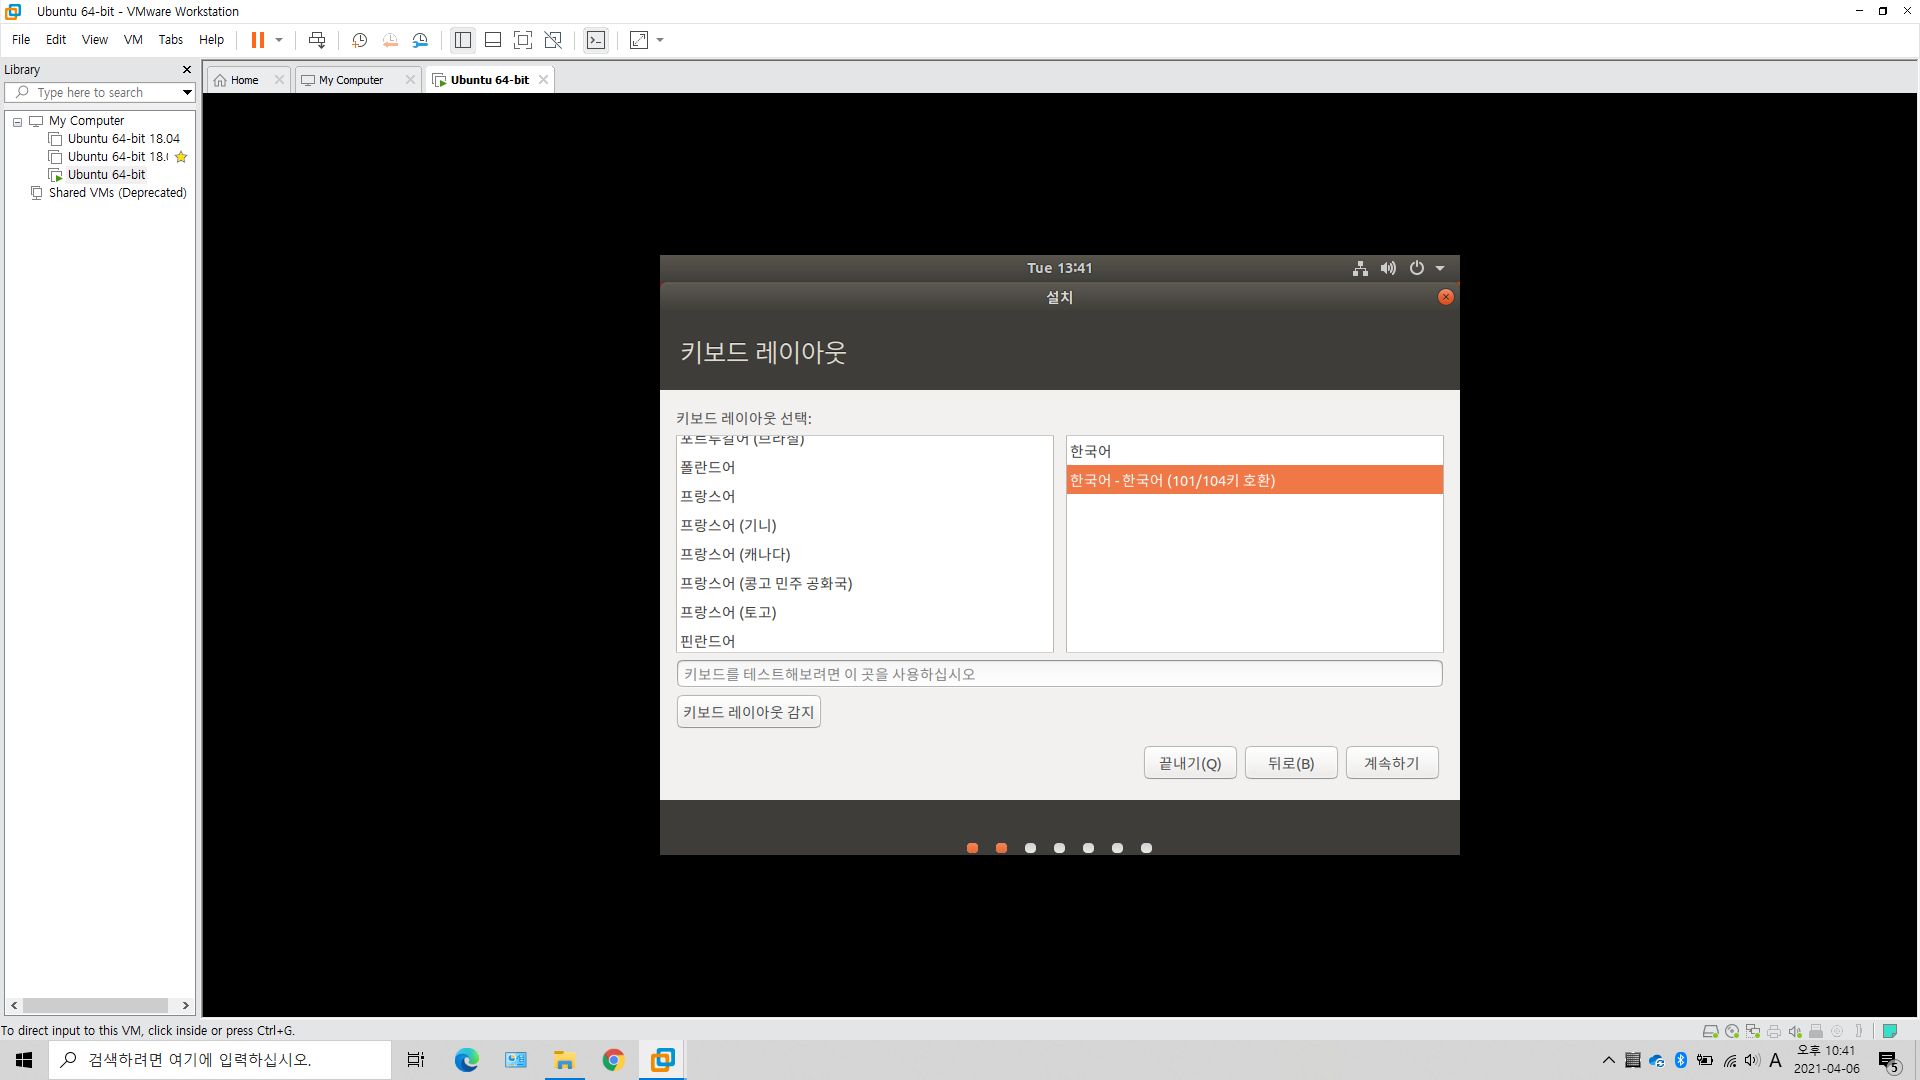 Ubuntu 64-bit - VMware Workstation
File Edit View VM Tabs Help
Library
Type here to search
My Computer
Ubuntu 64-bit 18.04
Ubuntu 64-bit 18.(
Ubuntu 64-bit
Shared VMs (Deprecated)
Home
My Computer
Ubuntu 64-bit
Tue 13:41
설치
키보드 레이아웃
키보드 레이아웃 선택:
포르투갈어 (브라질)
폴란드어
프랑스어
프랑스어 (기니)
프랑스어 (캐나다)
프랑스어 (콩고 민주 공화국)
프랑스어 (토고)
핀란드어
한국어
한국어 - 한국어 (101/104키 호환)
키보드를 테스트해보려면 이 곳을 사용하십시오
키보드 레이아웃 감지
끝내기(Q)
뒤로(B)
계속하기
To direct input to this VM, click inside or press Ctrl+G.
검색하려면 여기에 입력하십시오.
A
오후 10:41
2021-04-06
5